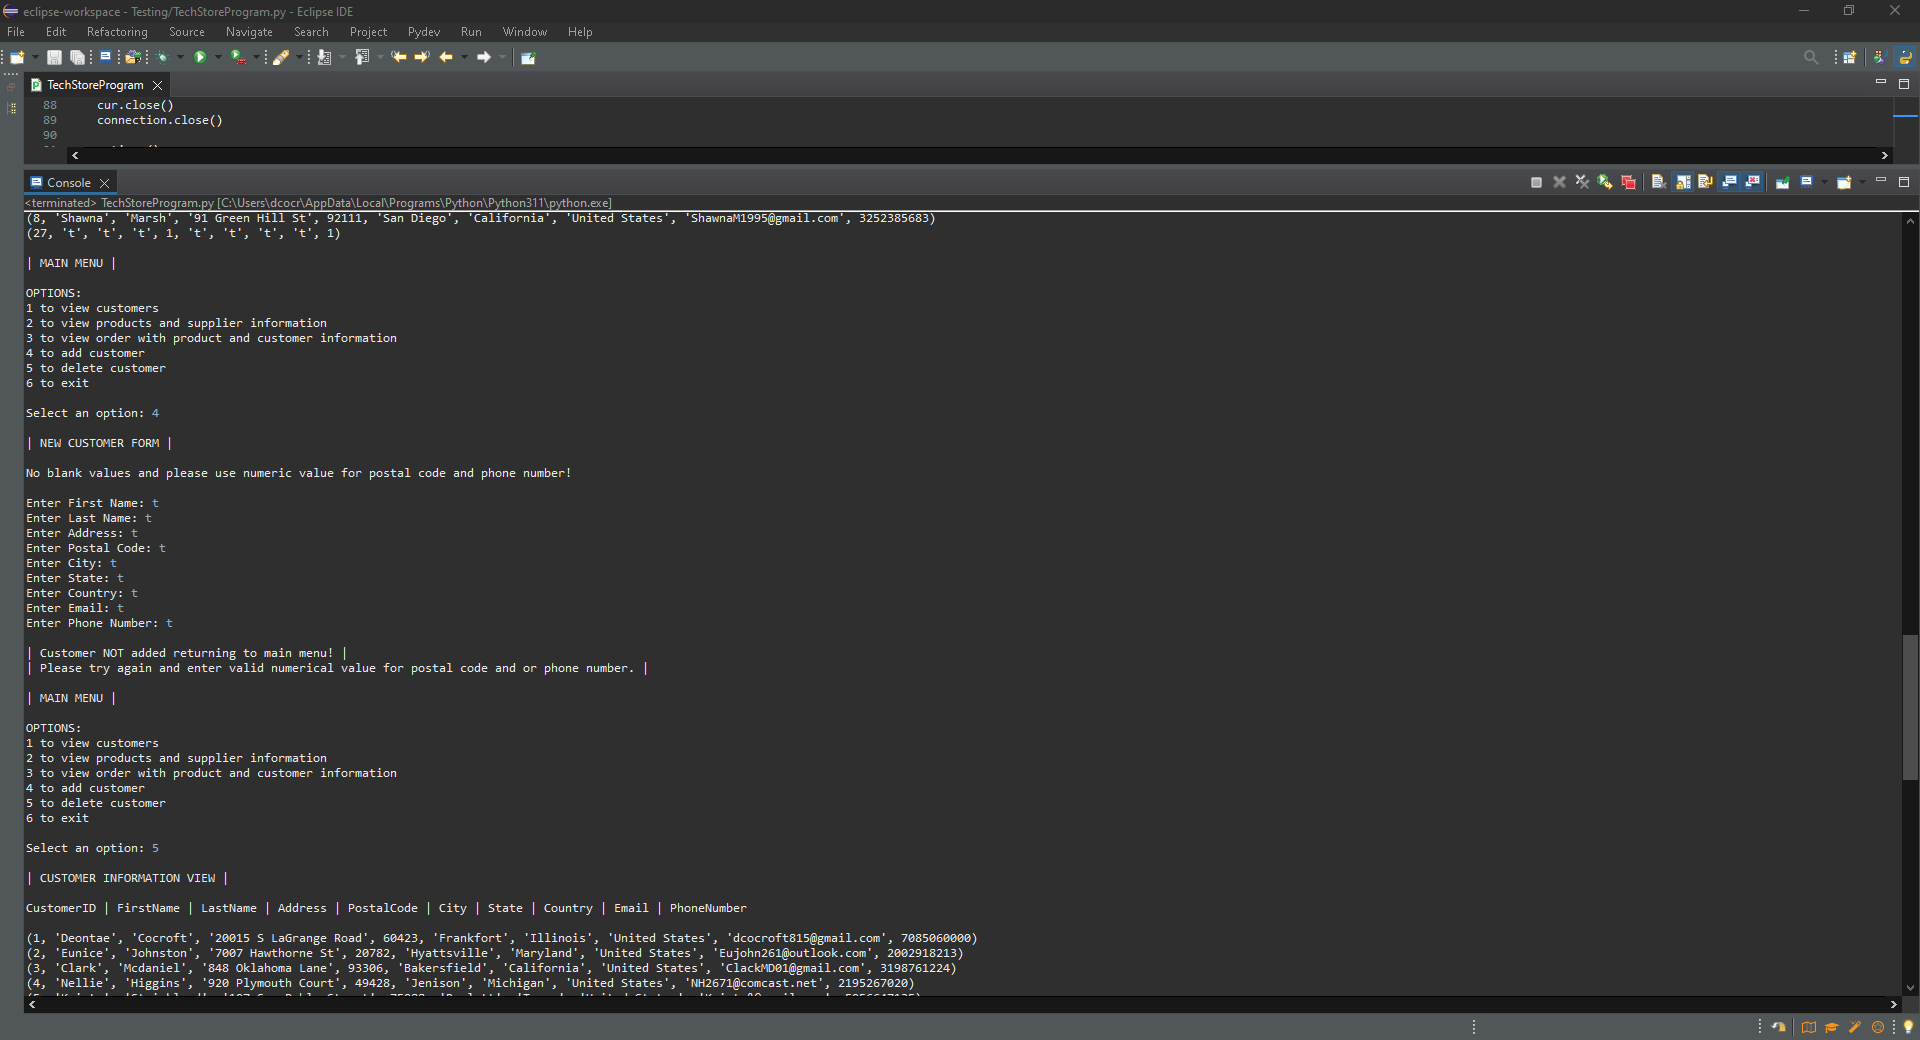 eclipse-workspace - Testing/TechStoreProgram.py - Eclipse IDE
File Edit Refactoring Source Navigate Search Project Pydev Run Window Help
TechStoreProgram
88 cur.close()
89 connection.close()
90
Console
<terminated> TechStoreProgram.py [C:\Users\dcocr\AppData\Local\Programs\Python\Python311\python.exe]
(8, 'Shawna', 'Marsh', '91 Green Hill St', 92111, 'San Diego', 'California', 'United States', 'ShawnaM1995@gmail.com', 3252385683)
(27, 't', 't', 't', 1, 't', 't', 't', 't', 1)
| MAIN MENU |
OPTIONS:
1 to view customers
2 to view products and supplier information
3 to view order with product and customer information
4 to add customer
5 to delete customer
6 to exit
Select an option: 4
| NEW CUSTOMER FORM |
No blank values and please use numeric value for postal code and phone number!
Enter First Name: t
Enter Last Name: t
Enter Address: t
Enter Postal Code: t
Enter City: t
Enter State: t
Enter Country: t
Enter Email: t
Enter Phone Number: t
| Customer NOT added returning to main menu! |
| Please try again and enter valid numerical value for postal code and or phone number. |
| MAIN MENU |
OPTIONS:
1 to view customers
2 to view products and supplier information
3 to view order with product and customer information
4 to add customer
5 to delete customer
6 to exit
Select an option: 5
| CUSTOMER INFORMATION VIEW |
CustomerID | FirstName | LastName | Address | PostalCode | City | State | Country | Email | PhoneNumber
(1, 'Deontae', 'Cocroft', '20015 S LaGrange Road', 60423, 'Frankfort', 'Illinois', 'United States', 'dcocroft815@gmail.com', 7085060000)
(2, 'Eunice', 'Johnston', '7007 Hawthorne St', 20782, 'Hyattsville', 'Maryland', 'United States', 'Eujohn261@outlook.com', 2002918213)
(3, 'Clark', 'Mcdaniel', '848 Oklahoma Lane', 93306, 'Bakersfield', 'California', 'United States', 'ClackMD01@gmail.com', 3198761224)
(4, 'Nellie', 'Higgins', '920 Plymouth Court', 49428, 'Jenison', 'Michigan', 'United States', 'NH2671@comcast.net', 2195267020)